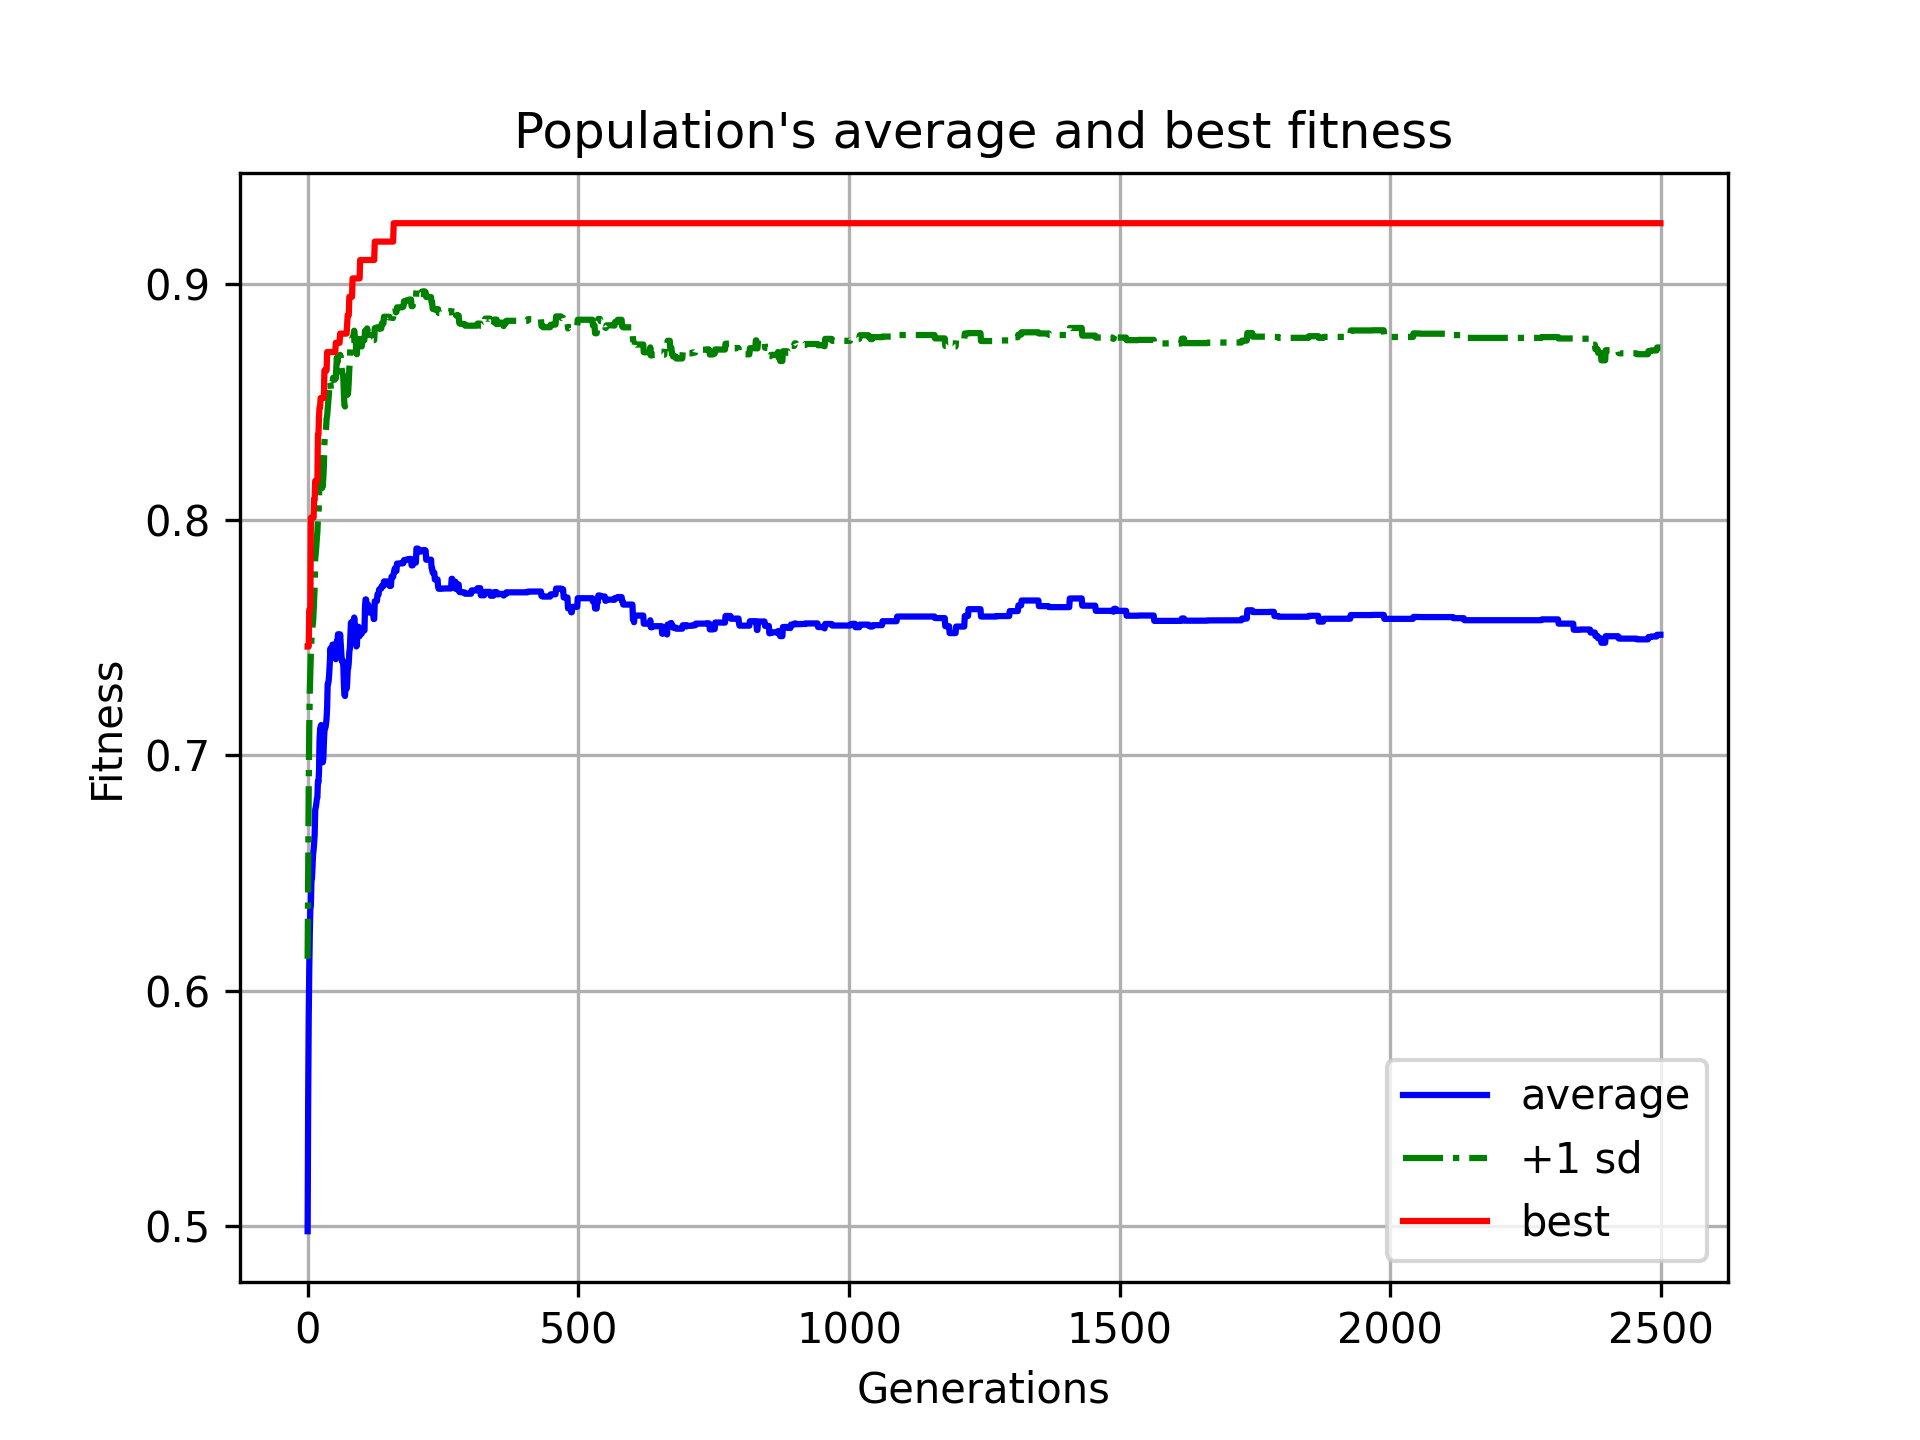 Population's average and best fitness
0.9
0.8
0.7
0.6
0.5
Fitness
0 500 1000 1500 2000 2500
Generations
average
+1 sd
best